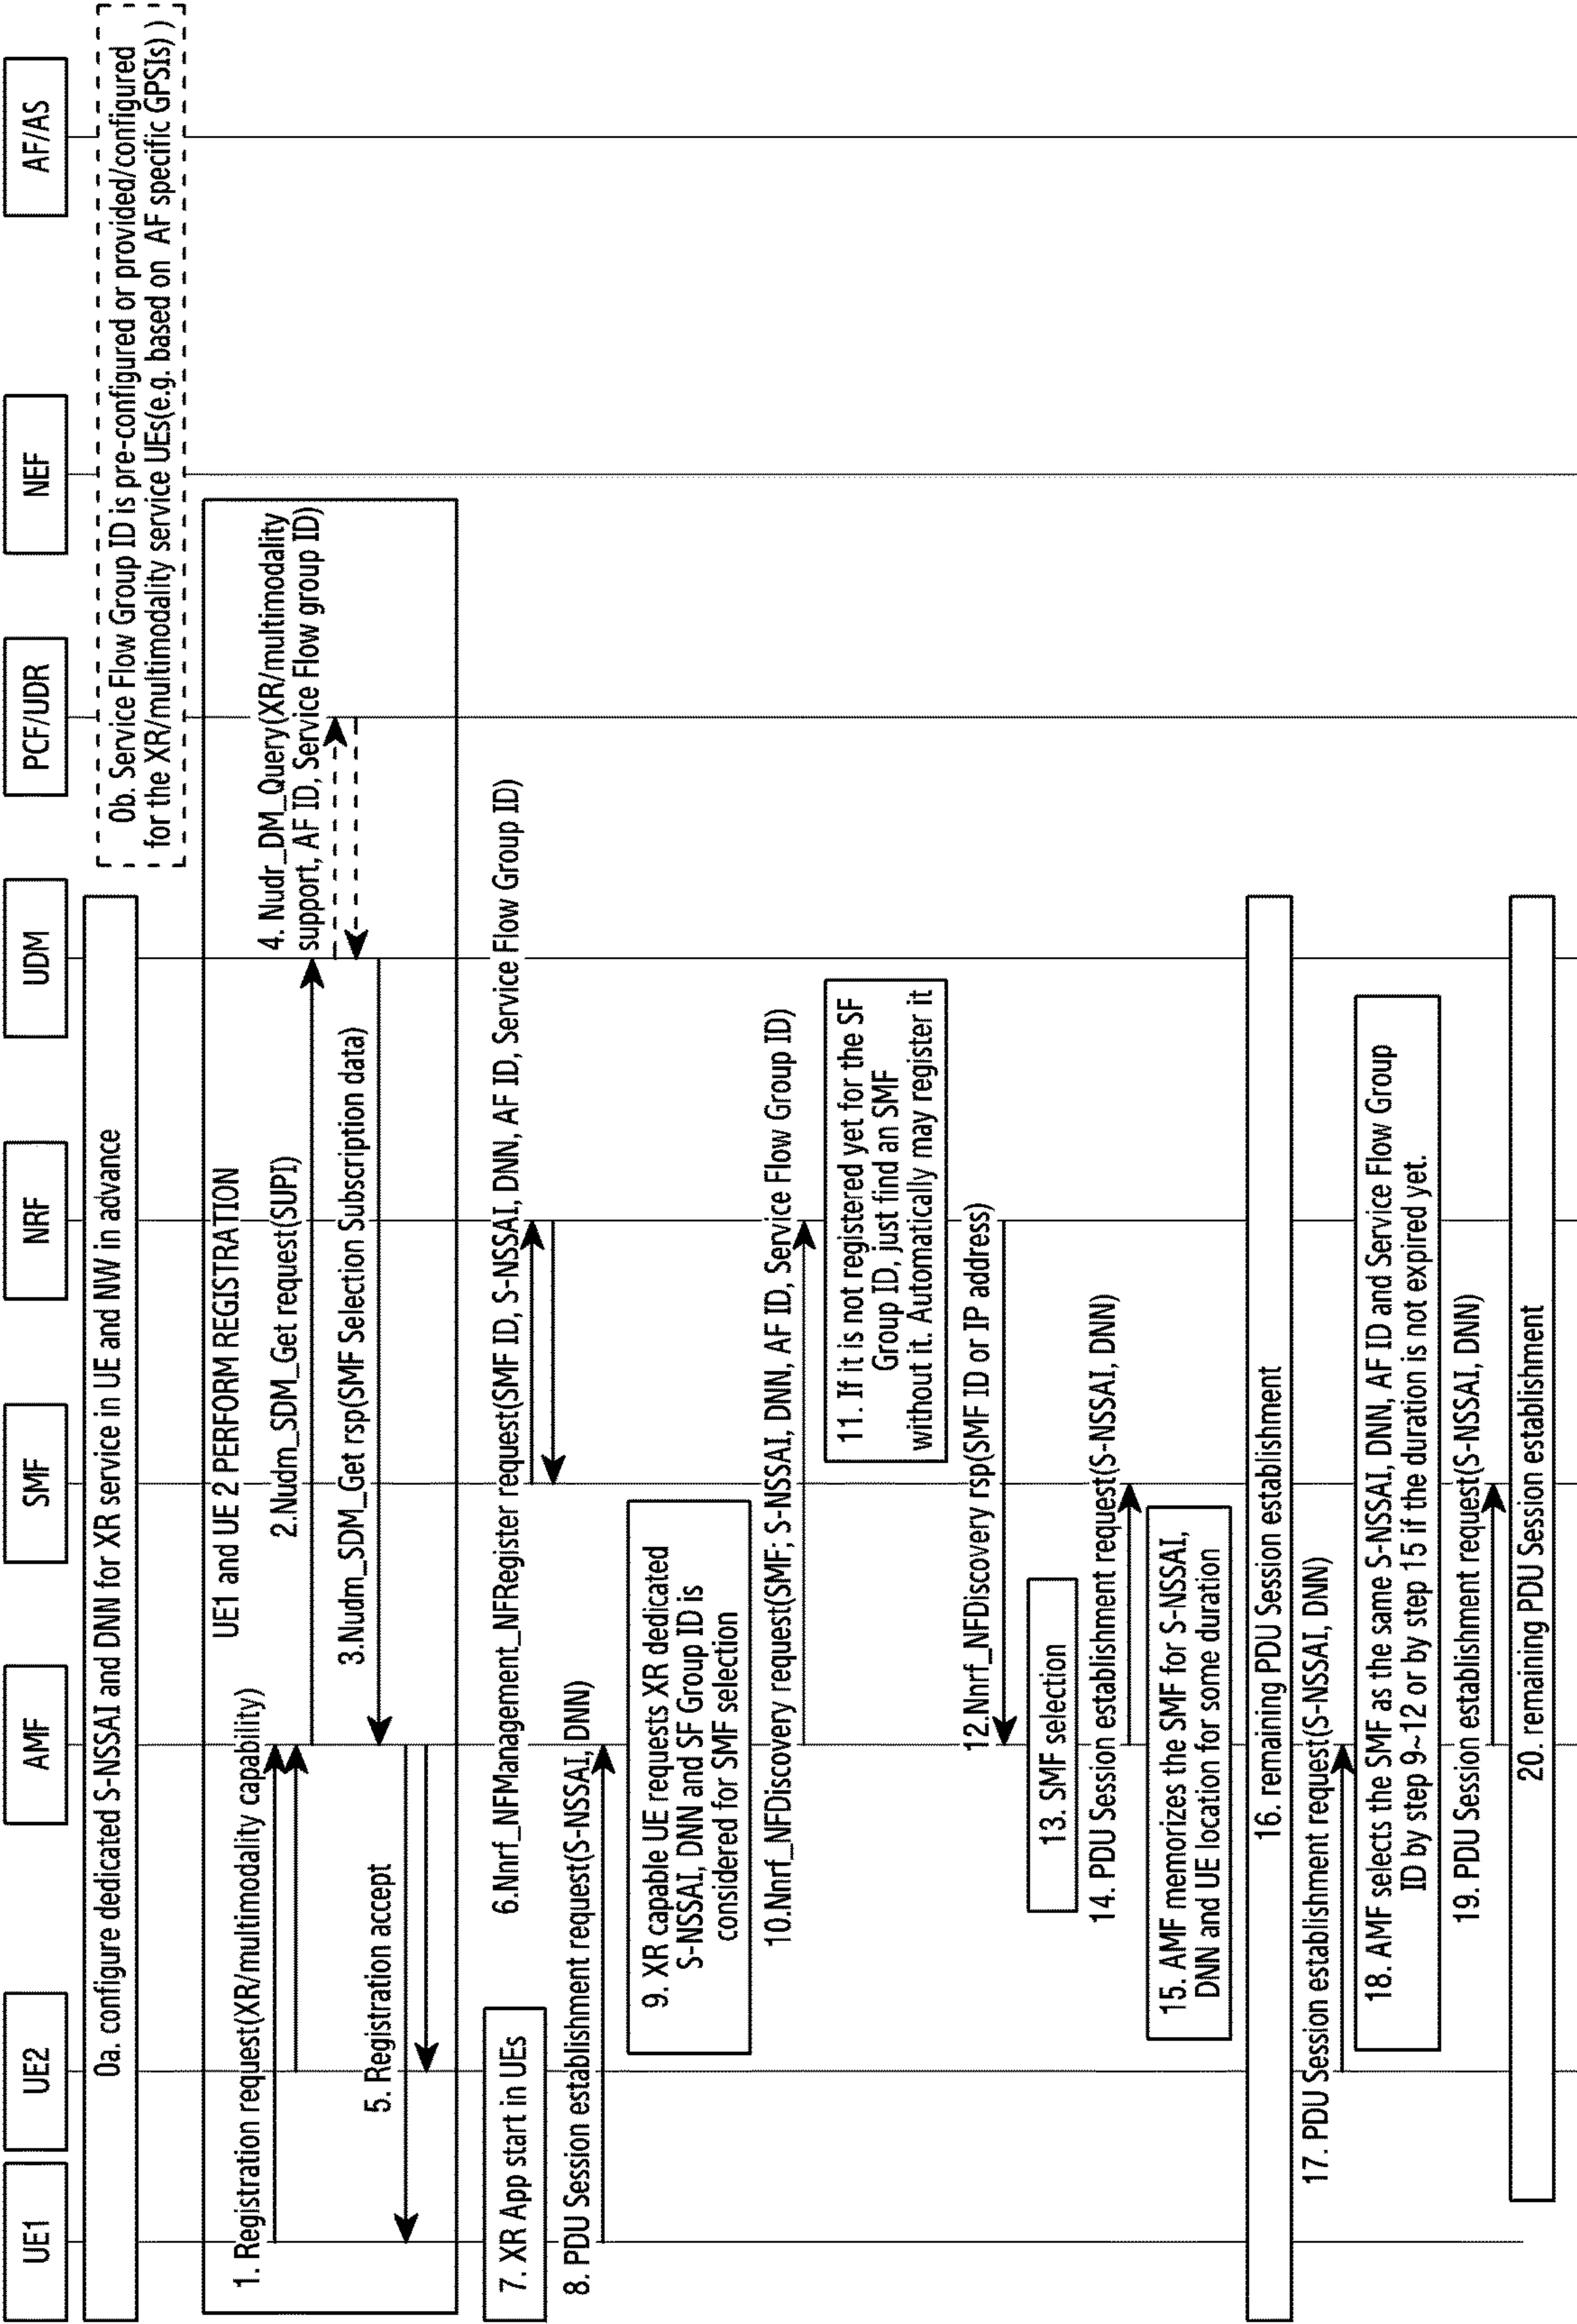 UE1
UE2
AMF
SMF
NRF
UDM
PCF/UDR
NEF
AF/AS
0a. configure dedicated S-NSSAI and DNN for XR service in UE and NW in advance
0b. Service Flow Group ID is pre-configured or provided/configured
for the XR/multimodality service UEs(e.g. based on AF specific GPSIs) )
UE1 and UE 2 PERFORM REGISTRATION
1. Registration request(XR/multimodality capability)
2.Nudm_SDM_Get request(SUPI)
4. Nudr_DM_Query(XR/multimodality
support, AF ID, Service Flow group ID)
3.Nudm_SDM_Get rsp(SMF Selection Subscription data)
5. Registration accept
6.Nnrf_NFManagement_NFRegister request(SMF ID, S-NSSAI, DNN, AF ID, Service Flow Group ID)
7. XR App start in UEs
8. PDU Session establishment request(S-NSSAI, DNN)
9. XR capable UE requests XR dedicated
S-NSSAI, DNN and SF Group ID is
considered for SMF selection
10.Nnrf_NFDiscovery request(SMF; S-NSSAI, DNN, AF ID, Service Flow Group ID)
11. If it is not registered yet for the SF
Group ID, just find an SMF
without it. Automatically may register it
12.Nnrf_NFDiscovery rsp(SMF ID or IP address)
13. SMF selection
14. PDU Session establishment request(S-NSSAI, DNN)
15. AMF memorizes the SMF for S-NSSAI,
DNN and UE location for some duration
16. remaining PDU Session establishment
17. PDU Session establishment request(S-NSSAI, DNN)
18. AMF selects the SMF as the same S-NSSAI, DNN, AF ID and Service Flow Group
ID by step 9~12 or by step 15 if the duration is not expired yet.
19. PDU Session establishment request(S-NSSAI, DNN)
20. remaining PDU Session establishment